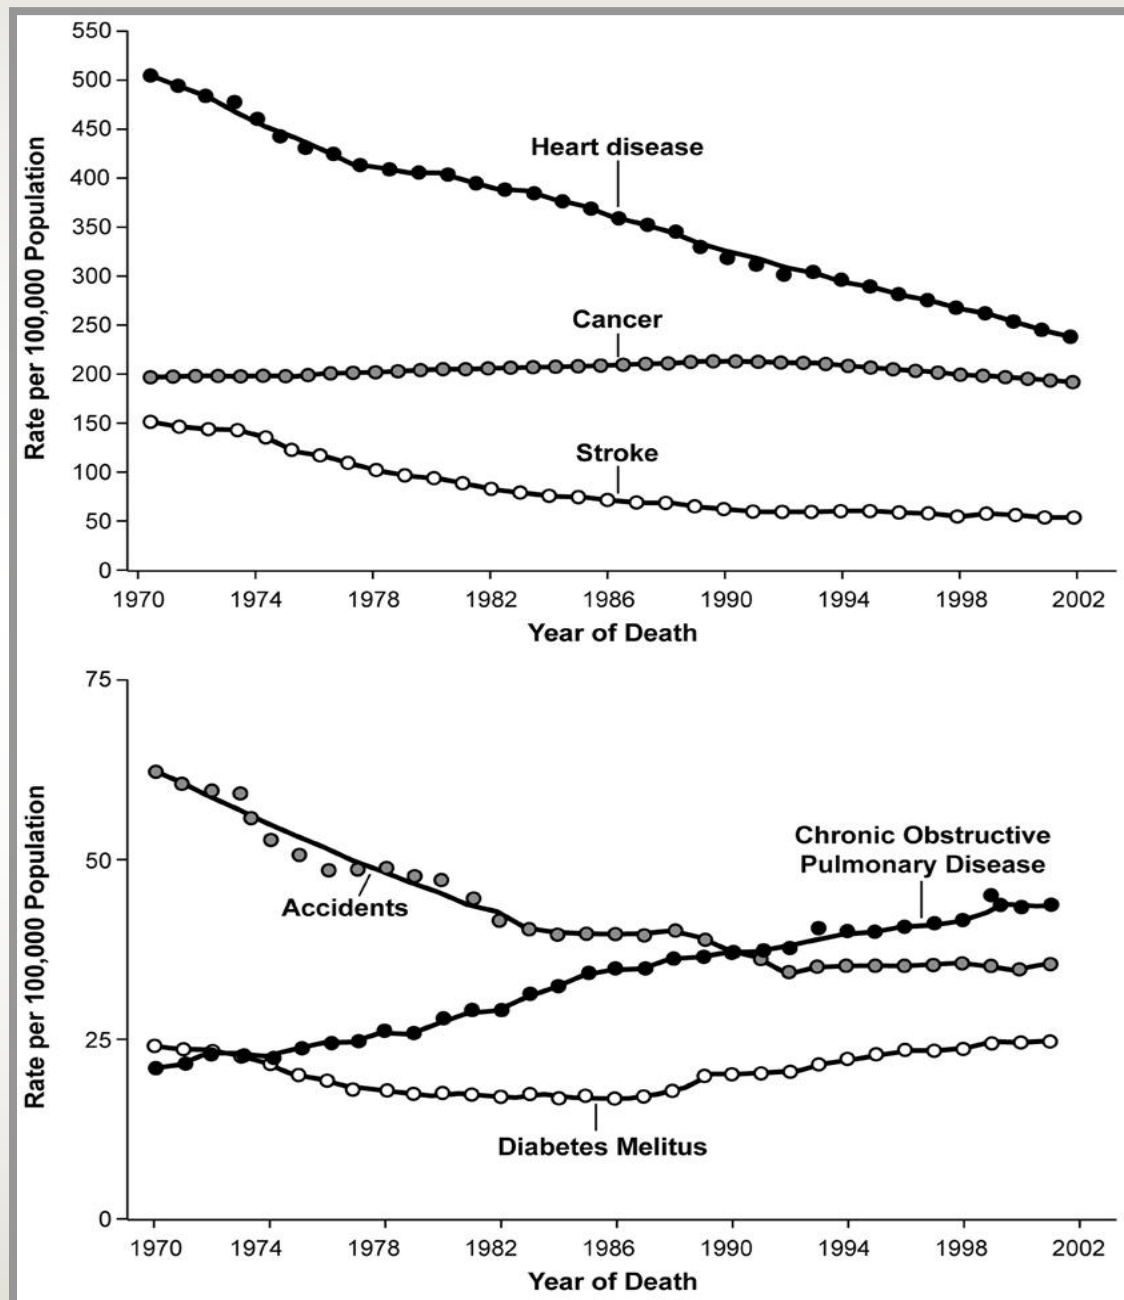 550
500
450
400
350
300
250
200
150
100
50
0
Rate per 100,000 Population
Heart disease
Cancer
Stroke
1970 1974 1978 1982 1986 1990 1994 1998 2002
Year of Death
75
50
25
0
Rate per 100,000 Population
Chronic Obstructive
Pulmonary Disease
Accidents
Diabetes Melitus
1970 1974 1978 1982 1986 1990 1994 1998 2002
Year of Death